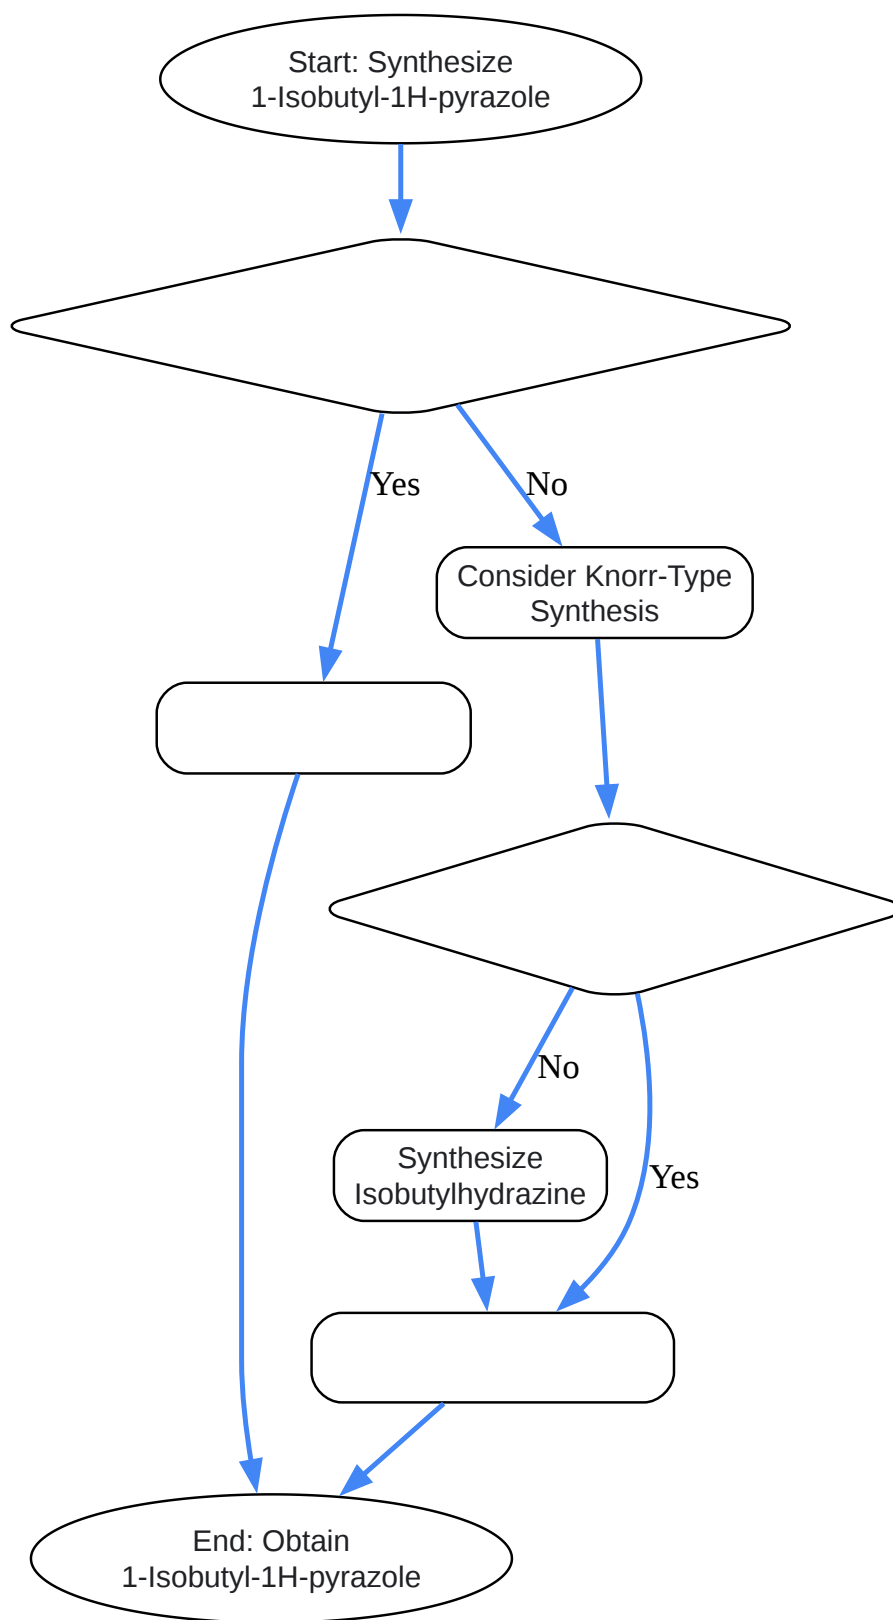 Start: Synthesize
1-Isobutyl-1H-pyrazole
Yes
No
Consider Knorr-Type
Synthesis
No
Synthesize
Isobutylhydrazine
Yes
End: Obtain
1-Isobutyl-1H-pyrazole